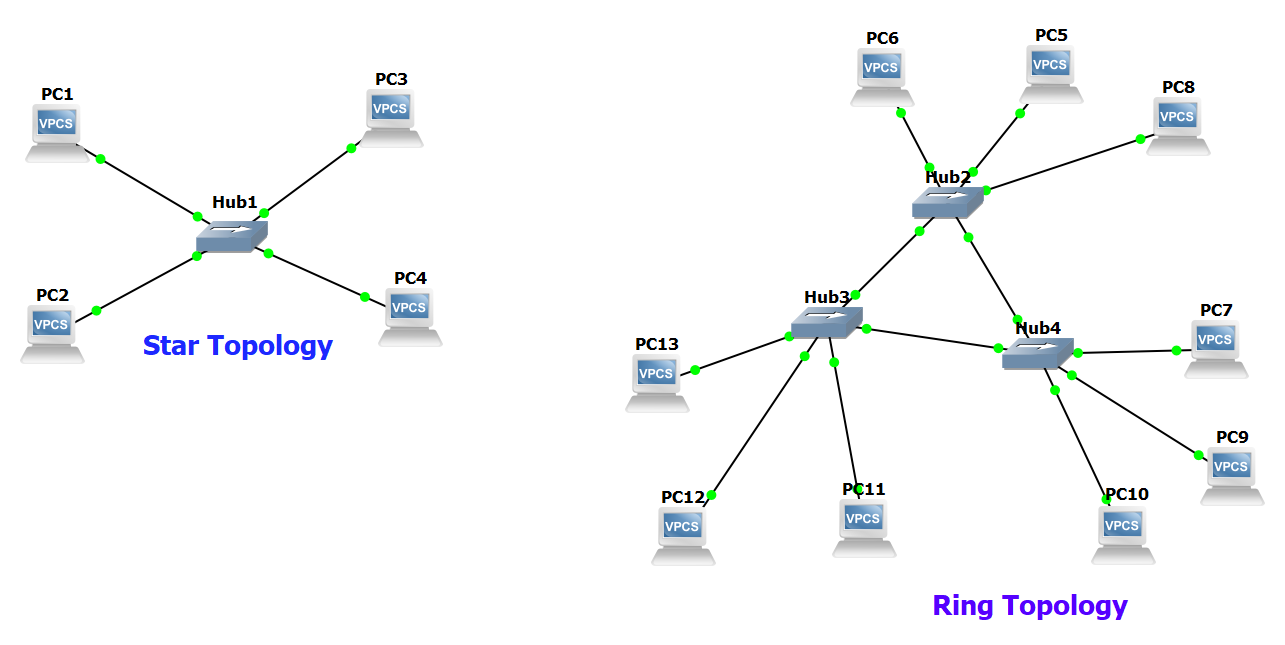 PC1
VPCS
PC3
VPCS
Hub1
PC2
VPCS
PC4
VPCS
Star Topology
PC6
VPCS
PC5
VPCS
PC8
VPCS
Hub2
Hub3
Hub4
PC7
VPCS
PC13
VPCS
PC9
VPCS
PC12
VPCS
PC11
VPCS
PC10
VPCS
Ring Topology